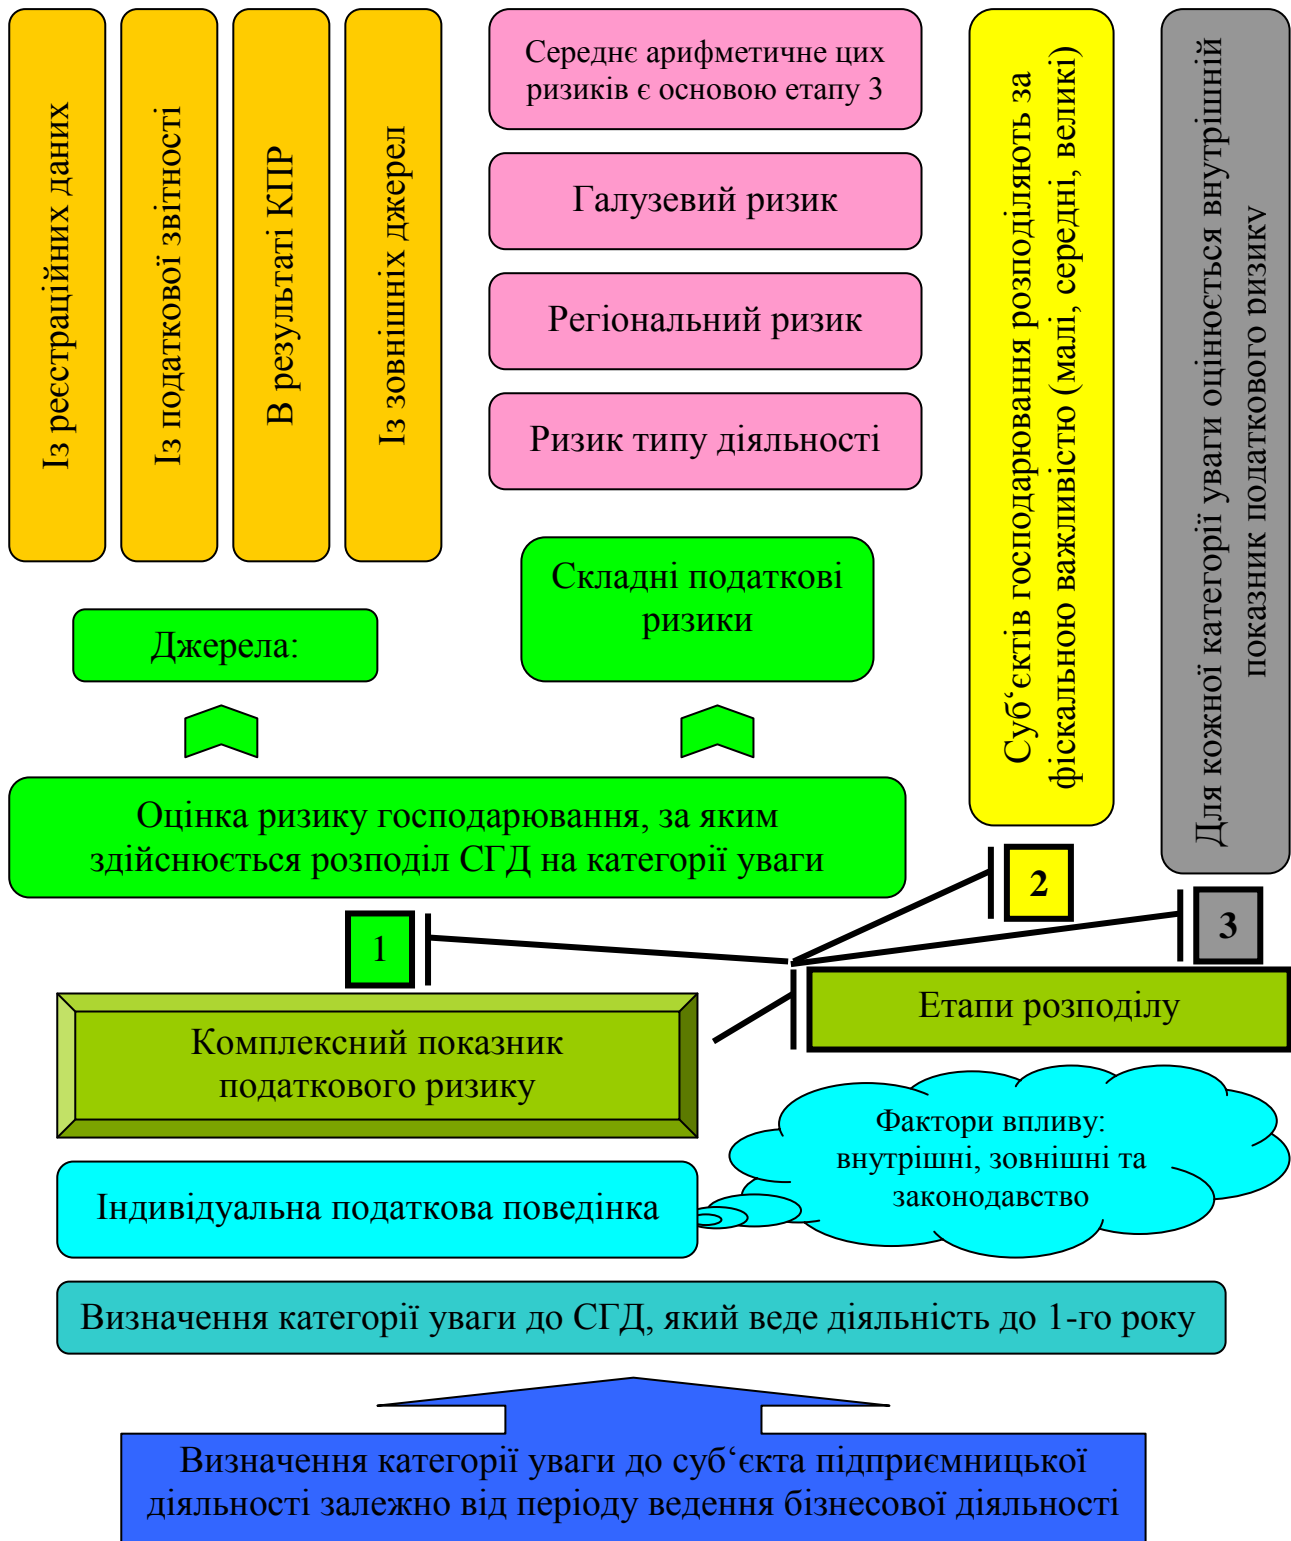 Із реєстраційних даних
Із податкової звітності
В результаті КПР
Із зовнішніх джерел
Середнє арифметичне цих
ризиків є основою етапу 3
Галузевий ризик
Регіональний ризик
Ризик типу діяльності
Суб‘єктів господарювання розподіляють за
фіскальною важливістю (малі, середні, великі)
Для кожної категорії уваги оцінюється внутрішній
показник податкового ризику
Джерела:
Складні податкові
ризики
Оцінка ризику господарювання, за яким
здійснюється розподіл СГД на категорії уваги
1
2
3
Етапи розподілу
Комплексний показник
податкового ризику
Фактори впливу:
внутрішні, зовнішні та
законодавство
Індивідуальна податкова поведінка
Визначення категорії уваги до СГД, який веде діяльність до 1-го року
Визначення категорії уваги до суб‘єкта підприємницької
діяльності залежно від періоду ведення бізнесової діяльності